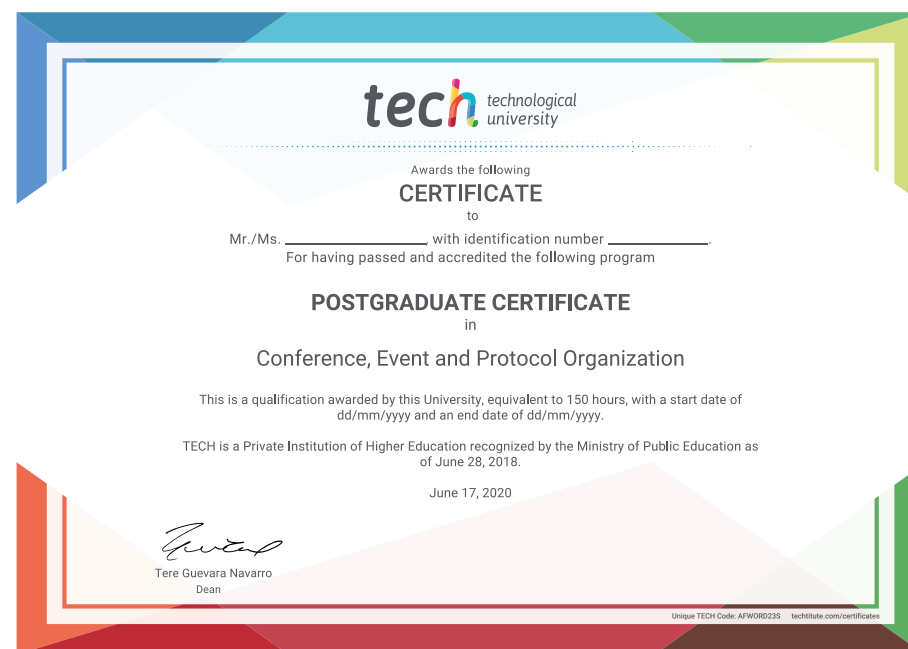 tech technological
university
Awards the following
CERTIFICATE
to
Mr./Ms. ____________________, with identification number ______________.
For having passed and accredited the following program
POSTGRADUATE CERTIFICATE
in
Conference, Event and Protocol Organization
This is a qualification awarded by this University, equivalent to 150 hours, with a start date of
dd/mm/yyyy and an end date of dd/mm/yyyy.
TECH is a Private Institution of Higher Education recognized by the Ministry of Public Education as
of June 28, 2018.
June 17, 2020
Tere Guevara Navarro
Dean
Unique TECH Code: AFWORD23S techtitute.com/certificates